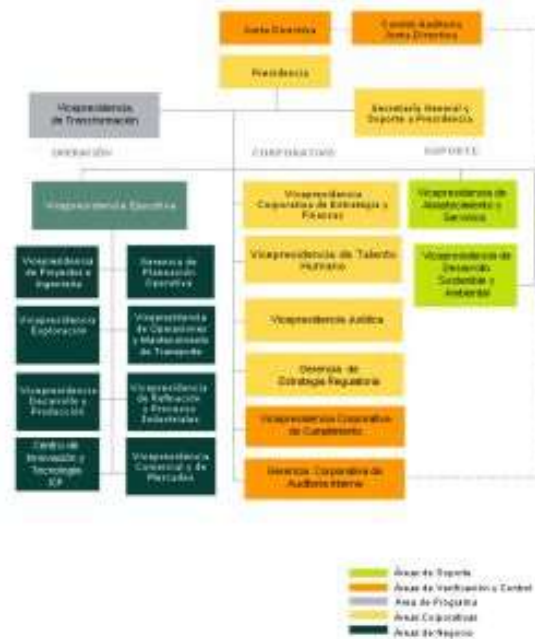 Junta Directiva
Comité Auditoría
Junta Directiva
Presidencia
Vicepresidencia
de Transformación
Secretaría General y
Soporte a Presidencia
OPERACIÓN
CORPORATIVO
SOPORTE
Vicepresidencia Ejecutiva
Vicepresidencia
Corporativa de Estrategia y
Finanzas
Vicepresidencia de
Abastecimiento y
Servicios
Vicepresidencia
de Proyectos e
Ingeniería
Gerencia de
Planeación
Operativa
Vicepresidencia de Talento
Humano
Vicepresidencia de
Desarrollo
Sostenible y
Ambiental
Vicepresidencia
Exploración
Vicepresidencia
de Operaciones
y Mantenimiento
de Transporte
Vicepresidencia Jurídica
Vicepresidencia
Desarrollo y
Producción
Vicepresidencia
de Refinación
y Procesos
Industriales
Gerencia de
Estrategia Regulatoria
Vicepresidencia Corporativa
de Cumplimiento
Centro de
Innovación y
Tecnología
ICP
Vicepresidencia
Comercial y de
Mercadeo
Gerencia Corporativa de
Auditoría Interna
Áreas de Soporte
Áreas de Verificación y Control
Área de Programa
Áreas Corporativas
Áreas de Negocio